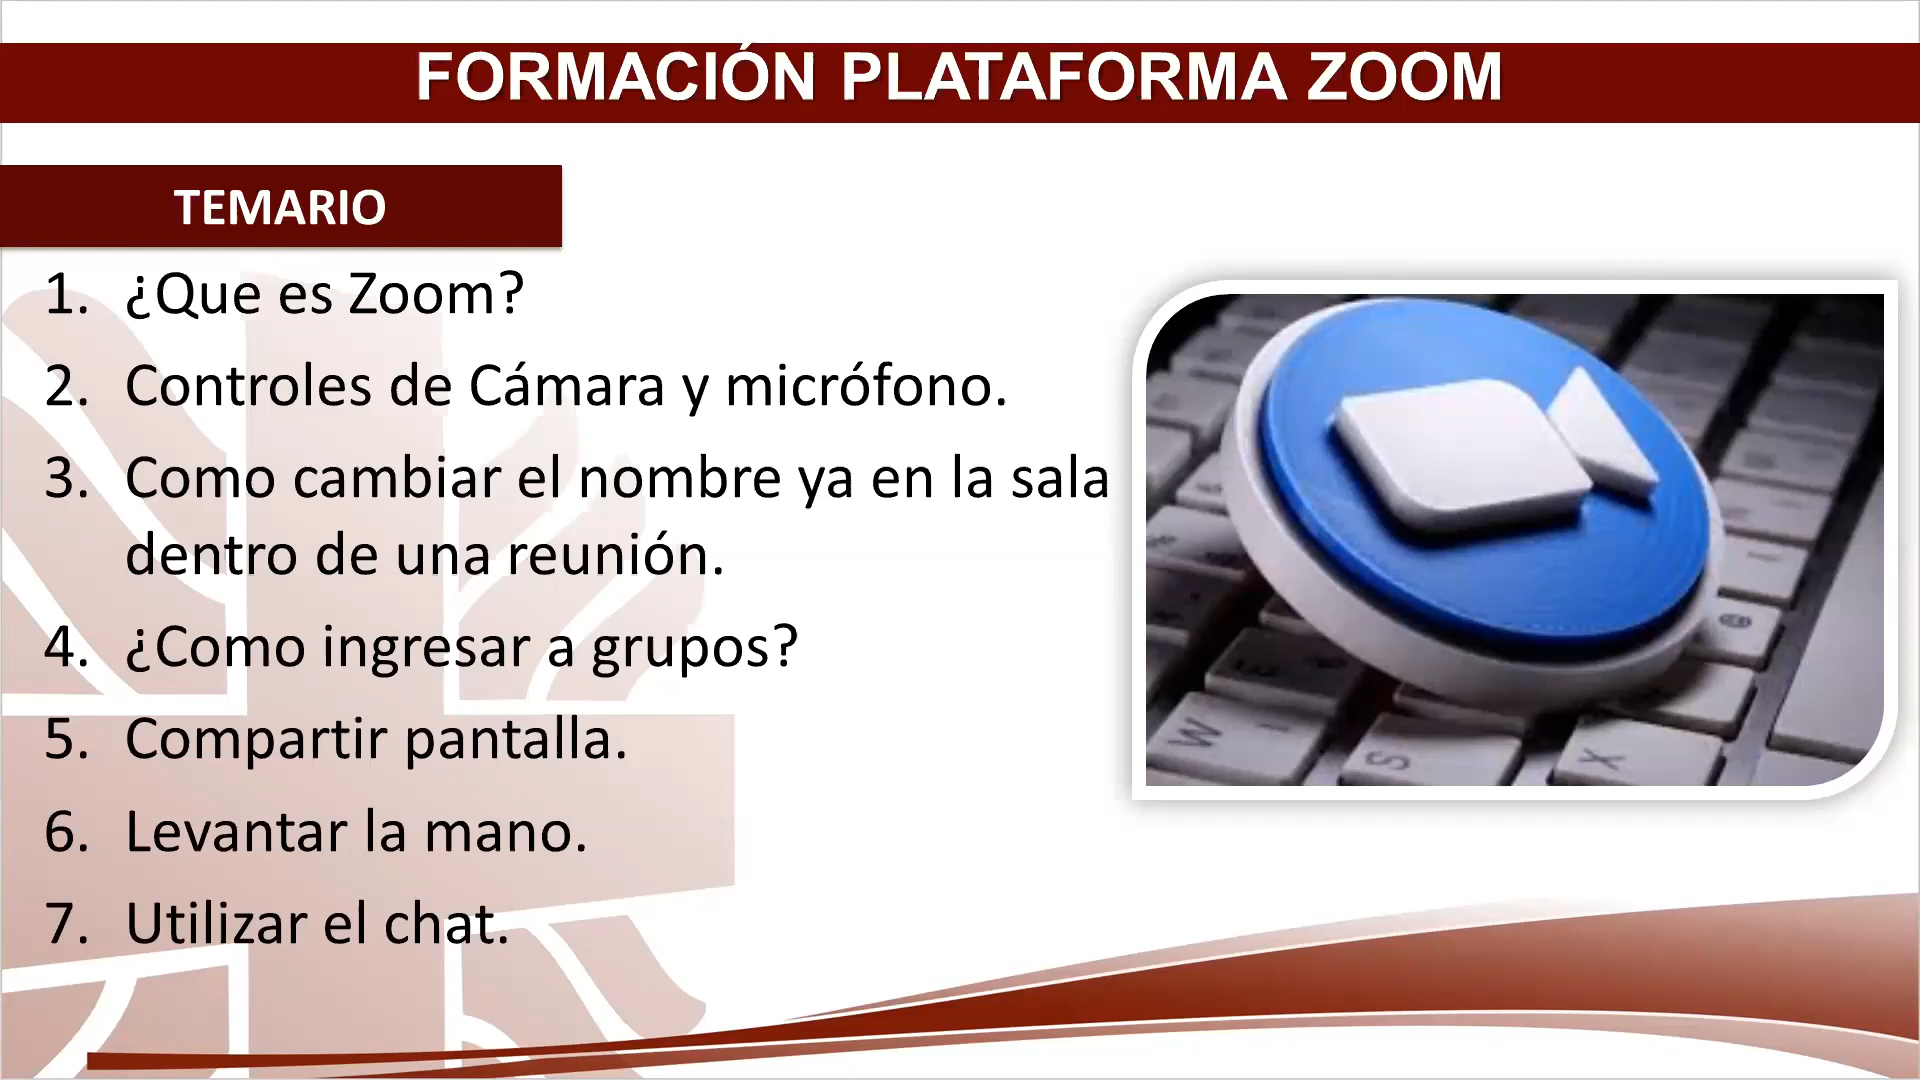 FORMACIÓN PLATAFORMA ZOOM
TEMARIO
1. ¿Que es Zoom?
2. Controles de Cámara y micrófono.
3. Como cambiar el nombre ya en la sala
dentro de una reunión.
4. ¿Como ingresar a grupos?
5. Compartir pantalla.
6. Levantar la mano.
7. Utilizar el chat.
W
S
X